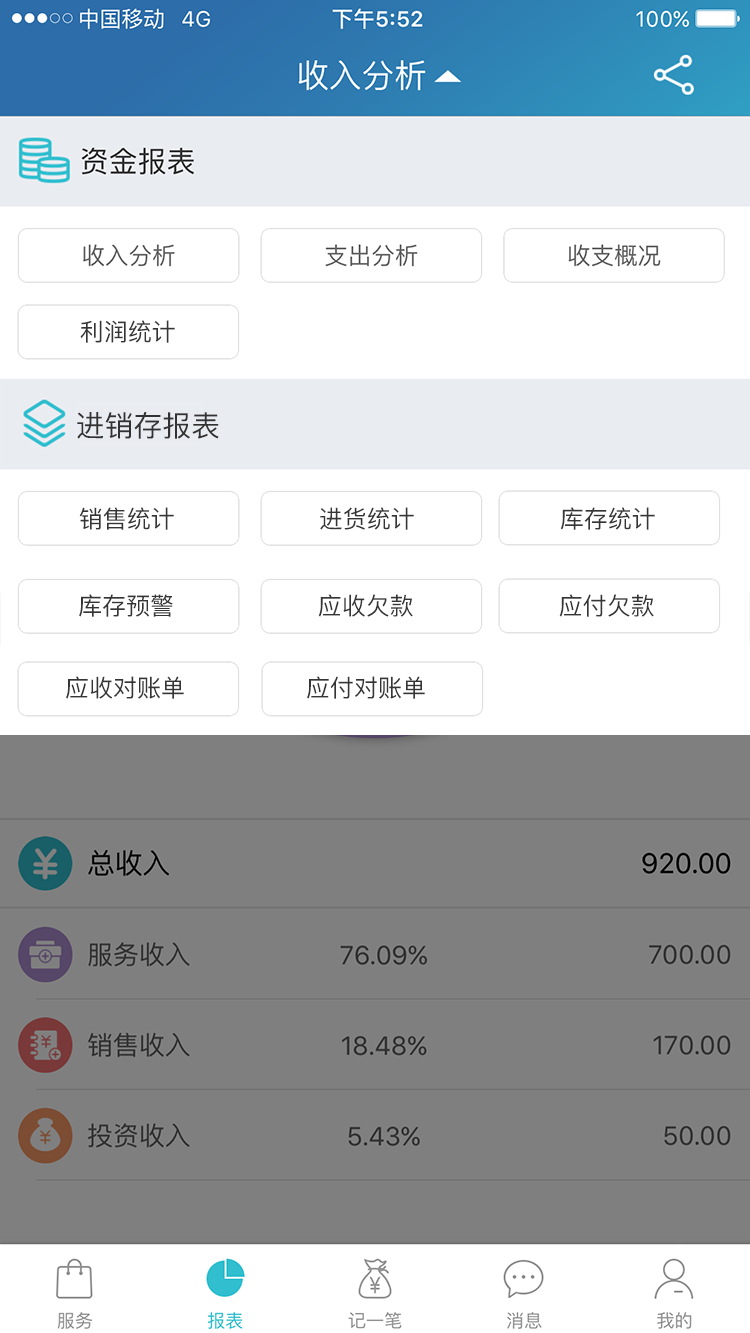 中国移动 4G 下午5:52 100%
收入分析
资金报表
收入分析 支出分析 收支概况
利润统计
进销存报表
销售统计 进货统计 库存统计
库存预警 应收欠款 应付欠款
应收对账单 应付对账单
总收入 920.00
服务收入 76.09% 700.00
销售收入 18.48% 170.00
投资收入 5.43% 50.00
服务 报表 记一笔 消息 我的